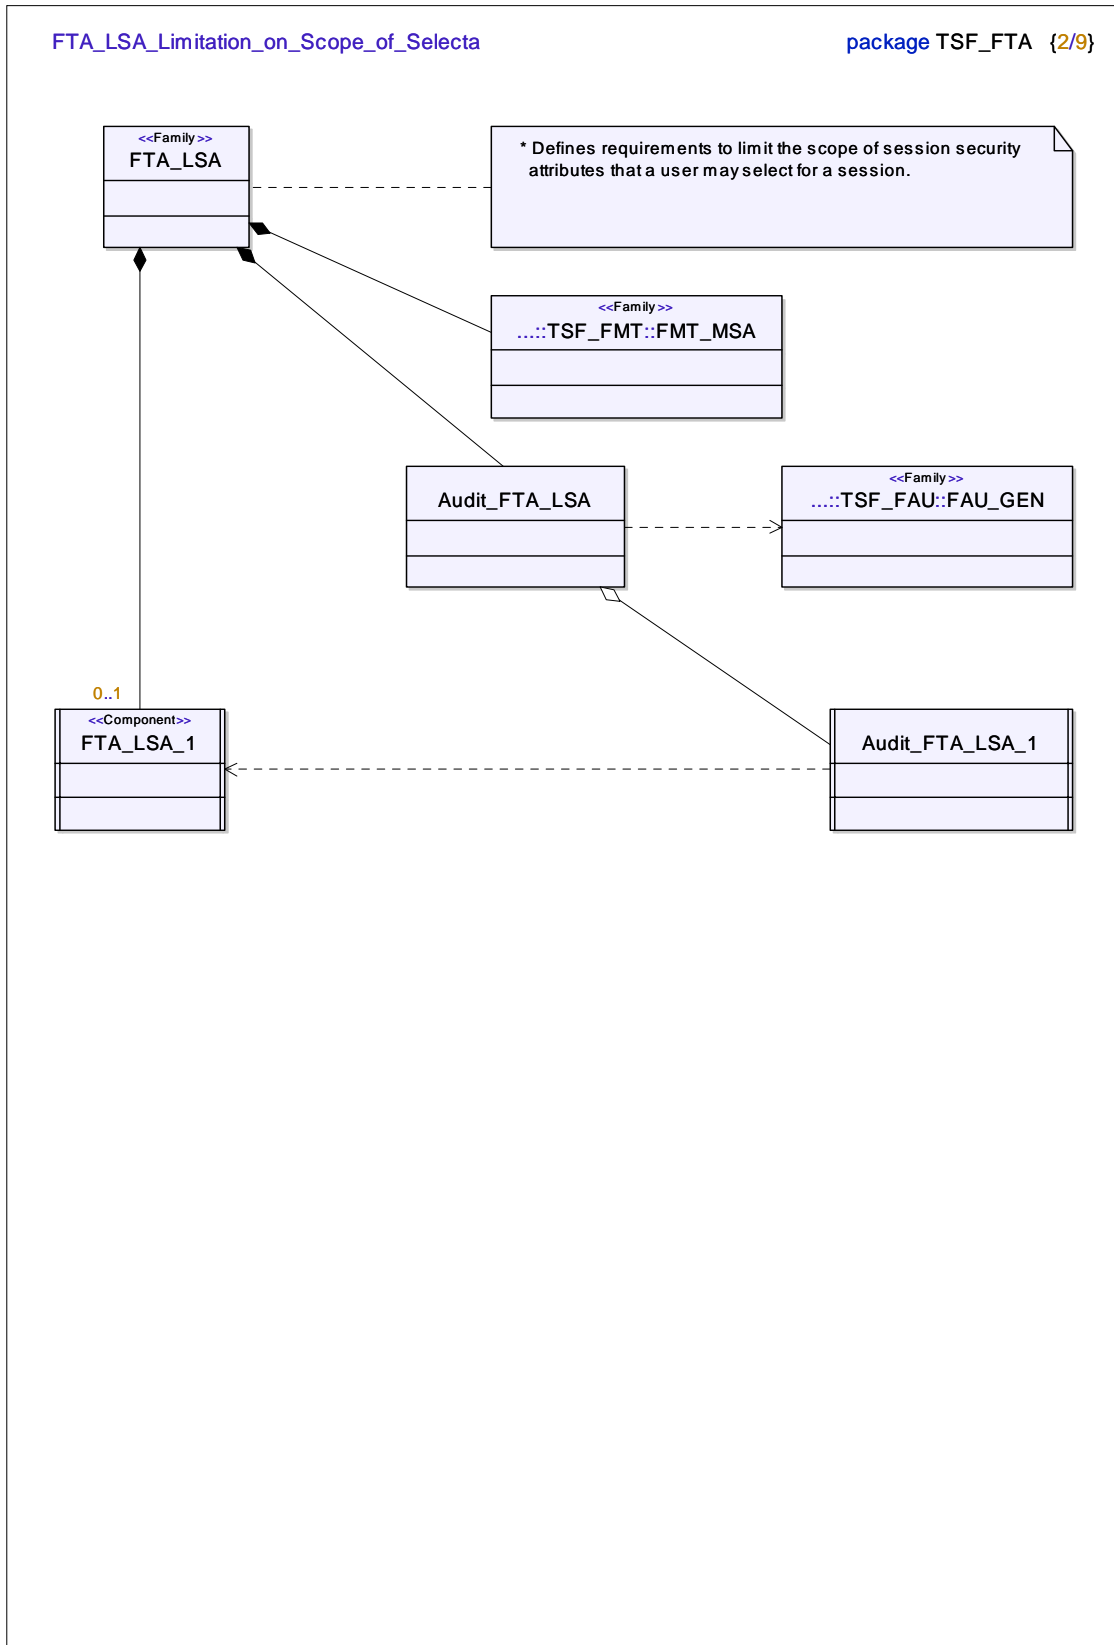 FTA_LSA_Limitation_on_Scope_of_Selecta
package TSF_FTA {2/9}
<<Family>>
FTA_LSA
* Defines requirements to limit the scope of session security
attributes that a user may select for a session.
<<Family>>
...::TSF_FMT::FMT_MSA
Audit_FTA_LSA
<<Family>>
...::TSF_FAU::FAU_GEN
0..1
<<Component>>
FTA_LSA_1
Audit_FTA_LSA_1